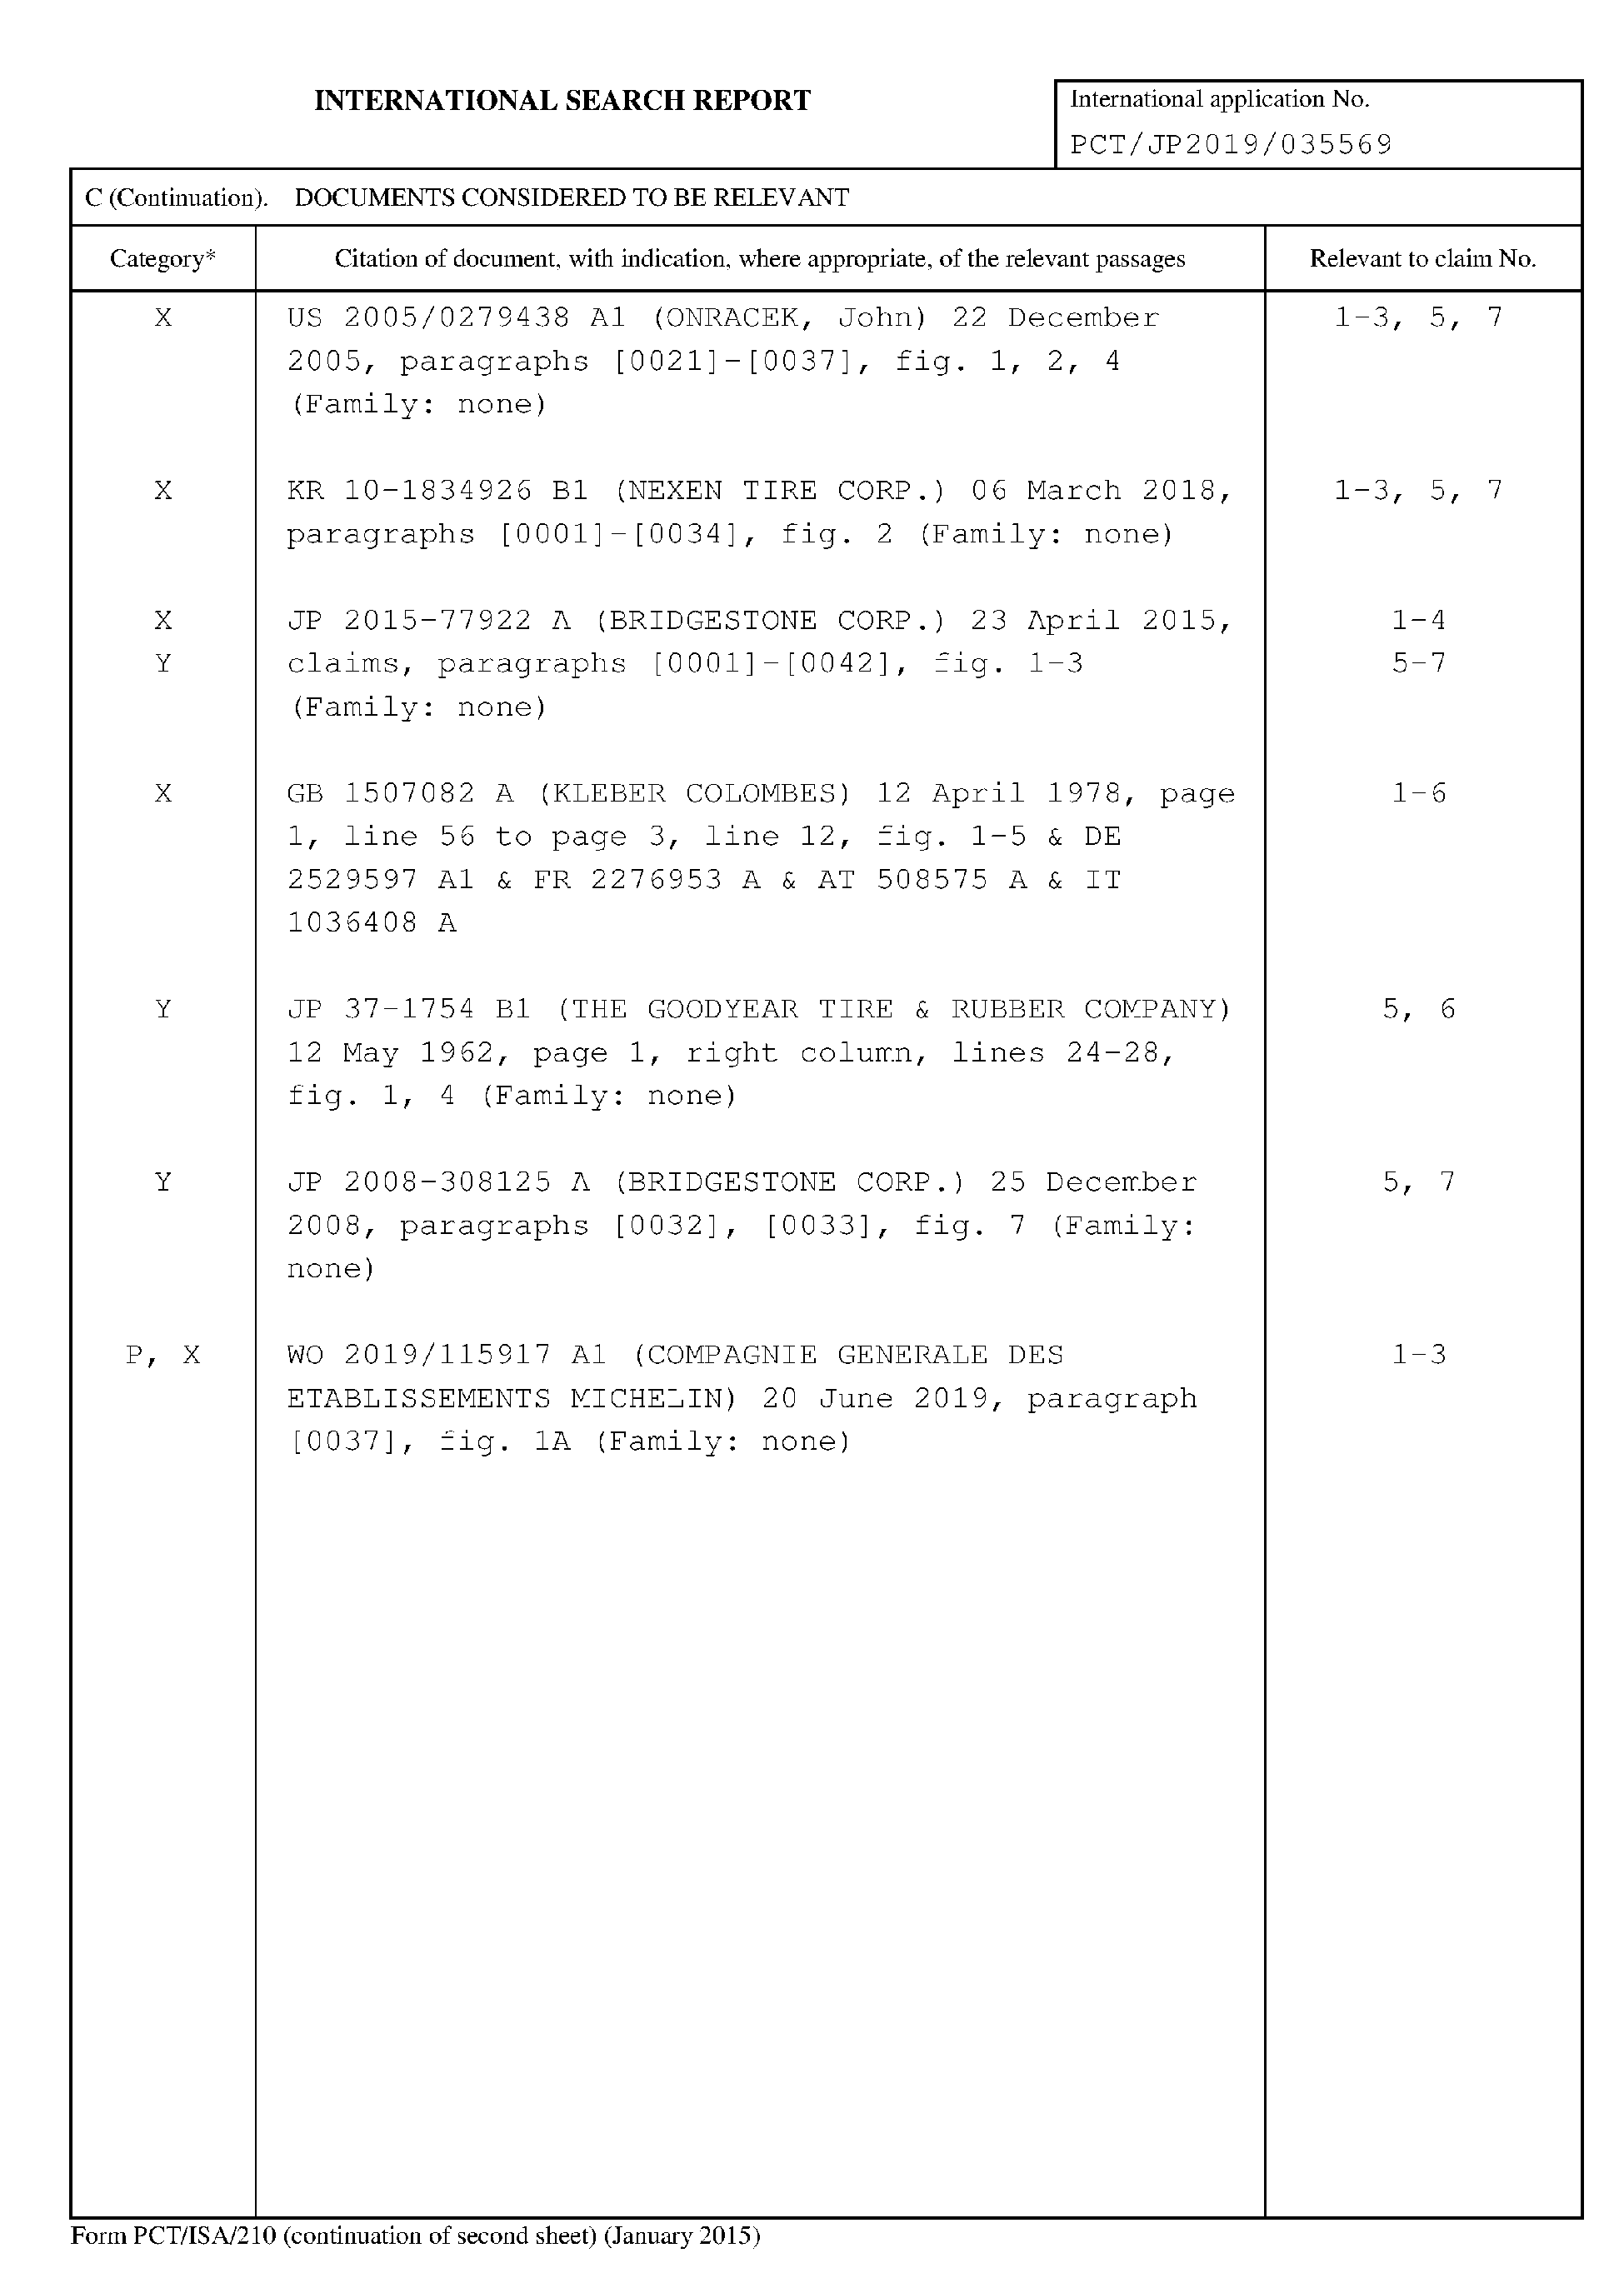 INTERNATIONAL SEARCH REPORT
International application No.
PCT/JP2019/035569
C (Continuation). DOCUMENTS CONSIDERED TO BE RELEVANT
Category* Citation of document, with indication, where appropriate, of the relevant passages Relevant to claim No.
X US 2005/0279438 A1 (ONRACEK, John) 22 December 1-3, 5, 7
2005, paragraphs [0021]-[0037], fig. 1, 2, 4
(Family: none)
X KR 10-1834926 B1 (NEXEN TIRE CORP.) 06 March 2018, 1-3, 5, 7
paragraphs [0001]-[0034], fig. 2 (Family: none)
X JP 2015-77922 A (BRIDGESTONE CORP.) 23 April 2015, 1-4
Y claims, paragraphs [0001]-[0042], fig. 1-3 5-7
(Family: none)
X GB 1507082 A (KLEBER COLOMBES) 12 April 1978, page 1-6
1, line 56 to page 3, line 12, fig. 1-5 & DE
2529597 A1 & FR 2276953 A & AT 508575 A & IT
1036408 A
Y JP 37-1754 B1 (THE GOODYEAR TIRE & RUBBER COMPANY) 5, 6
12 May 1962, page 1, right column, lines 24-28,
fig. 1, 4 (Family: none)
Y JP 2008-308125 A (BRIDGESTONE CORP.) 25 December 5, 7
2008, paragraphs [0032], [0033], fig. 7 (Family:
none)
P, X WO 2019/115917 A1 (COMPAGNIE GENERALE DES 1-3
ETABLISSEMENTS MICHELIN) 20 June 2019, paragraph
[0037], fig. 1A (Family: none)
Form PCT/ISA/210 (continuation of second sheet) (January 2015)